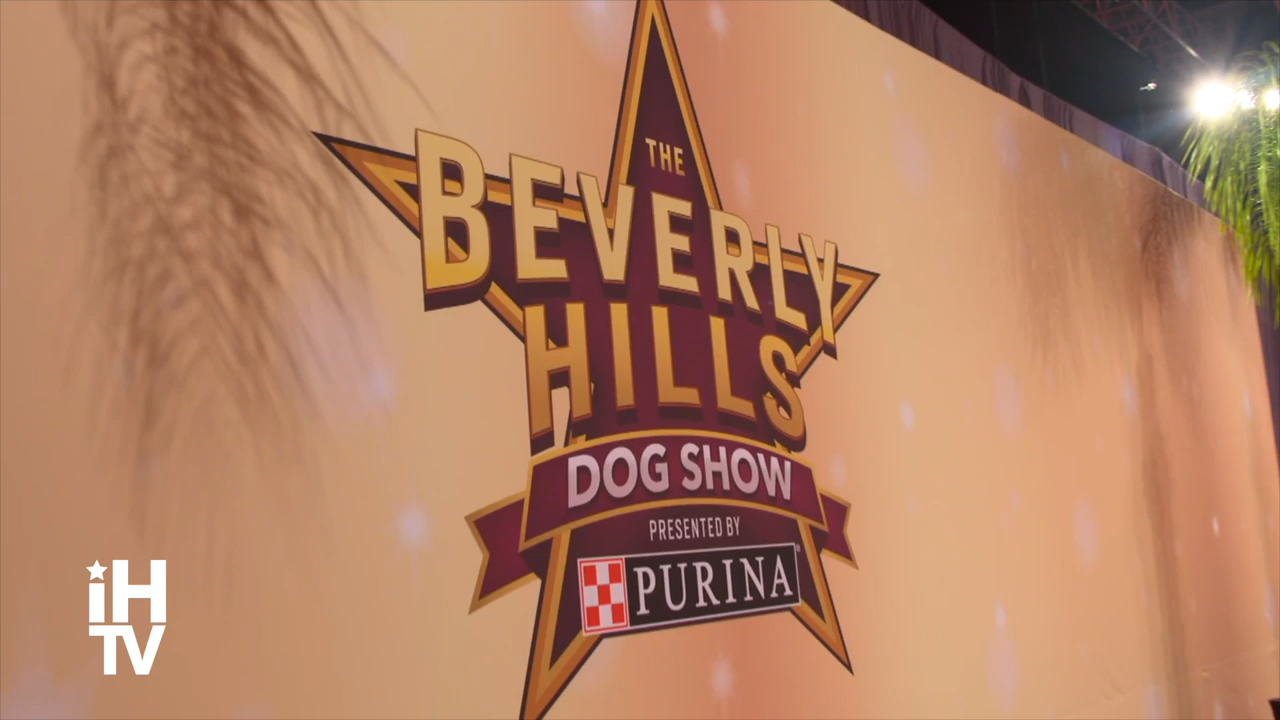 THE
BEVERLY
HILLS
DOG SHOW
PRESENTED BY
PURINA
iH
TV